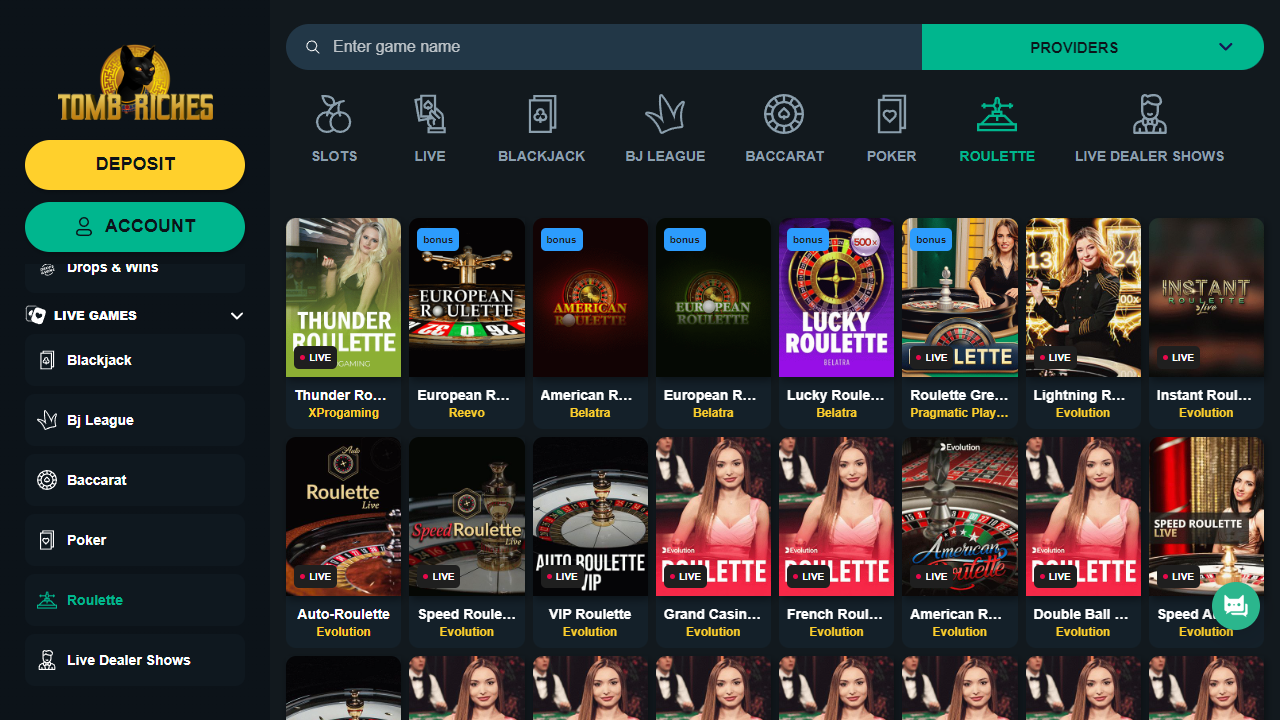 TOMB RICHES
DEPOSIT
ACCOUNT
Drops & Wins
LIVE GAMES
Blackjack
Bj League
Baccarat
Poker
Roulette
Live Dealer Shows
Enter game name
PROVIDERS
SLOTS
LIVE
BLACKJACK
BJ LEAGUE
BACCARAT
POKER
ROULETTE
LIVE DEALER SHOWS
THUNDER
ROULETTE
LIVE
Thunder Ro...
XProgaming
bonus
EUROPEAN
ROULETTE
European R...
Reevo
bonus
AMERICAN
ROULETTE
American R...
Belatra
bonus
EUROPEAN
ROULETTE
European R...
Belatra
bonus
500x
LUCKY
ROULETTE
BELATRA
Lucky Roule...
Belatra
bonus
LIVE
LETTE
Roulette Gre...
Pragmatic Play...
13
24
LIVE
Lightning R...
Evolution
INSTANT
ROULETTE
live
LIVE
Instant Roul...
Evolution
Auto
Roulette
Live
LIVE
Auto-Roulette
Evolution
Speed Roulette
Live
LIVE
Speed Roule...
Evolution
AUTO ROULETTE
VIP
LIVE
VIP Roulette
Evolution
Evolution
LETTE
LIVE
Grand Casin...
Evolution
Evolution
LETTE
LIVE
French Roul...
Evolution
Evolution
American
Roulette
LIVE
American R...
Evolution
Evolution
LETTE
LIVE
Double Ball ...
Evolution
SPEED ROULETTE
LIVE
LIVE
Speed A
Evolution